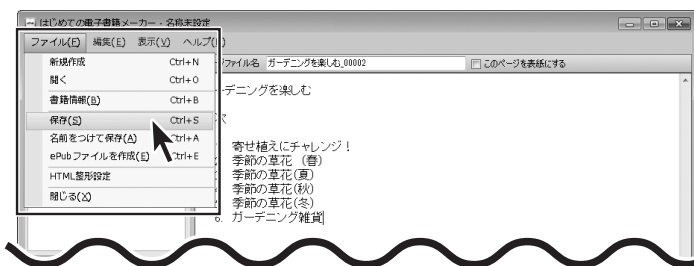 はじめての電子書籍メーカー - 名称未設定
ファイル(F) 編集(E) 表示(V) ヘルプ(H)
新規作成 Ctrl+N
開く Ctrl+O
書籍情報(B) Ctrl+B
保存(S) Ctrl+S
名前をつけて保存(A) Ctrl+A
ePubファイルを作成(E) Ctrl+E
HTML整形設定
閉じる(X)
ファイル名 ガーデニングを楽しむ_00002 このページを表紙にする
デニングを楽しむ
寄せ植えにチャレンジ！
季節の草花（春）
季節の草花(夏)
季節の草花(秋)
季節の草花(冬)
6. ガーデニング雑貨